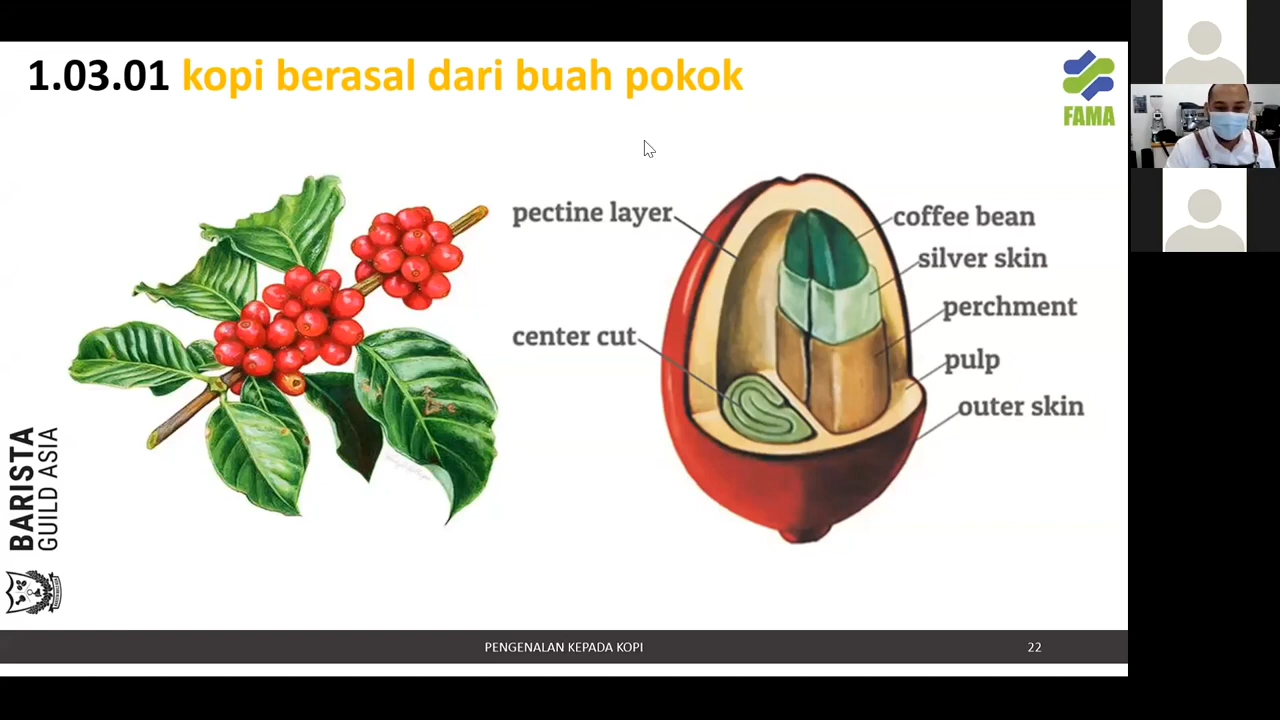 1.03.01 kopi berasal dari buah pokok
FAMA
pectine layer
coffee bean
silver skin
center cut
perchment
pulp
outer skin
BARISTA
GUILD ASIA
PENGENALAN KEPADA KOPI
22